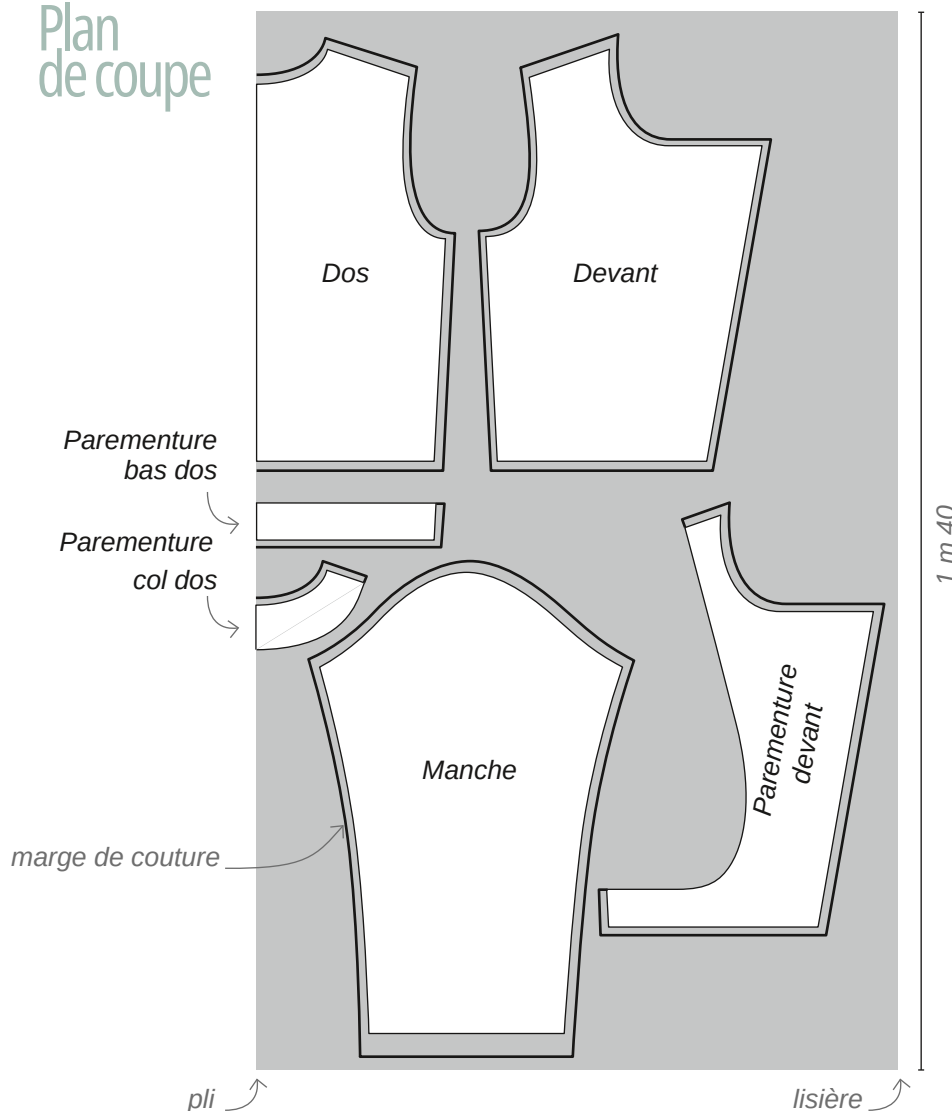 Plan
de coupe
Dos
Devant
Parementure
bas dos
Parementure
col dos
1 m 40
Parementure
devant
Manche
marge de couture
pli
lisière